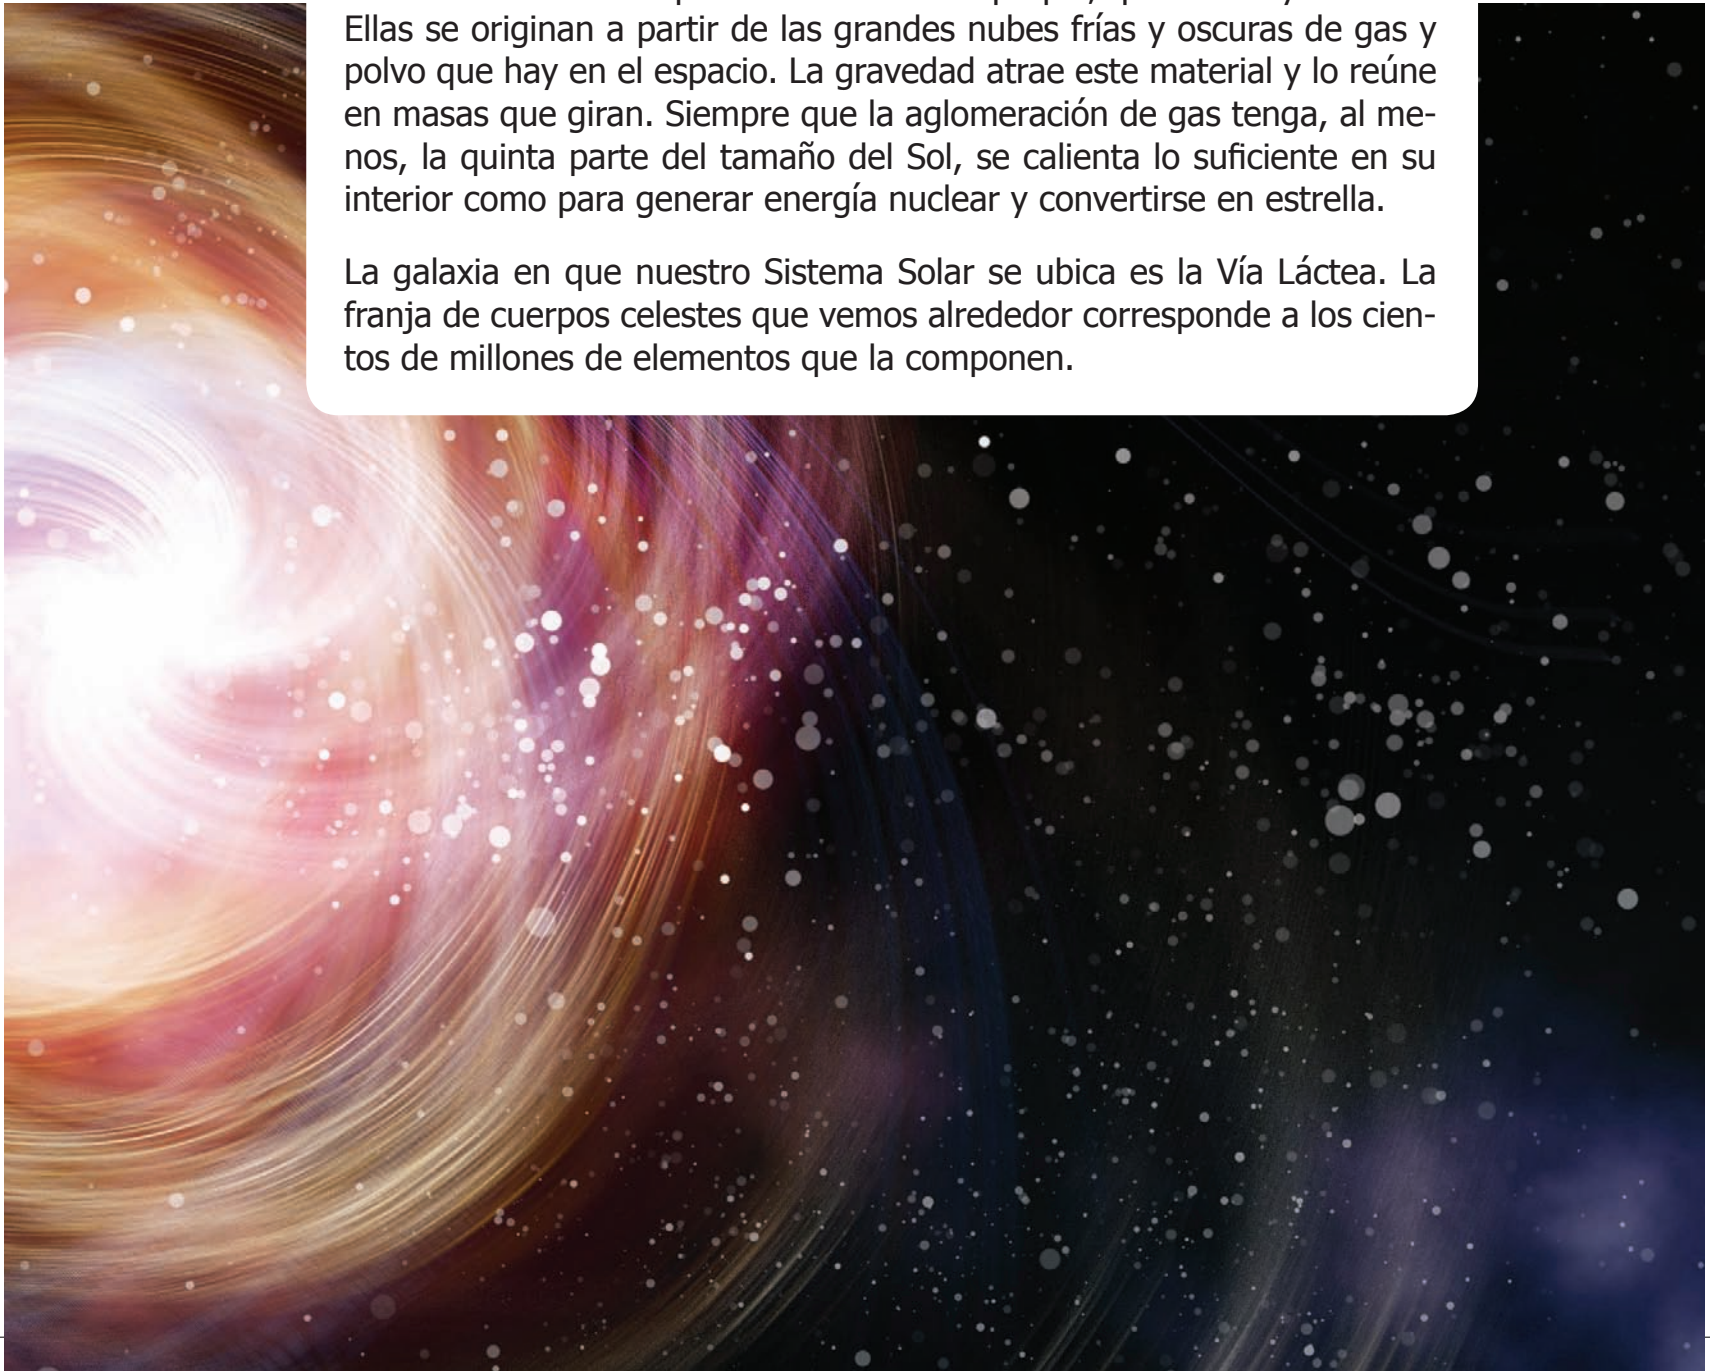 Ellas se originan a partir de las grandes nubes frías y oscuras de gas y
polvo que hay en el espacio. La gravedad atrae este material y lo reúne
en masas que giran. Siempre que la aglomeración de gas tenga, al me-
nos, la quinta parte del tamaño del Sol, se calienta lo suficiente en su
interior como para generar energía nuclear y convertirse en estrella.
La galaxia en que nuestro Sistema Solar se ubica es la Vía Láctea. La
franja de cuerpos celestes que vemos alrededor corresponde a los cien-
tos de millones de elementos que la componen.